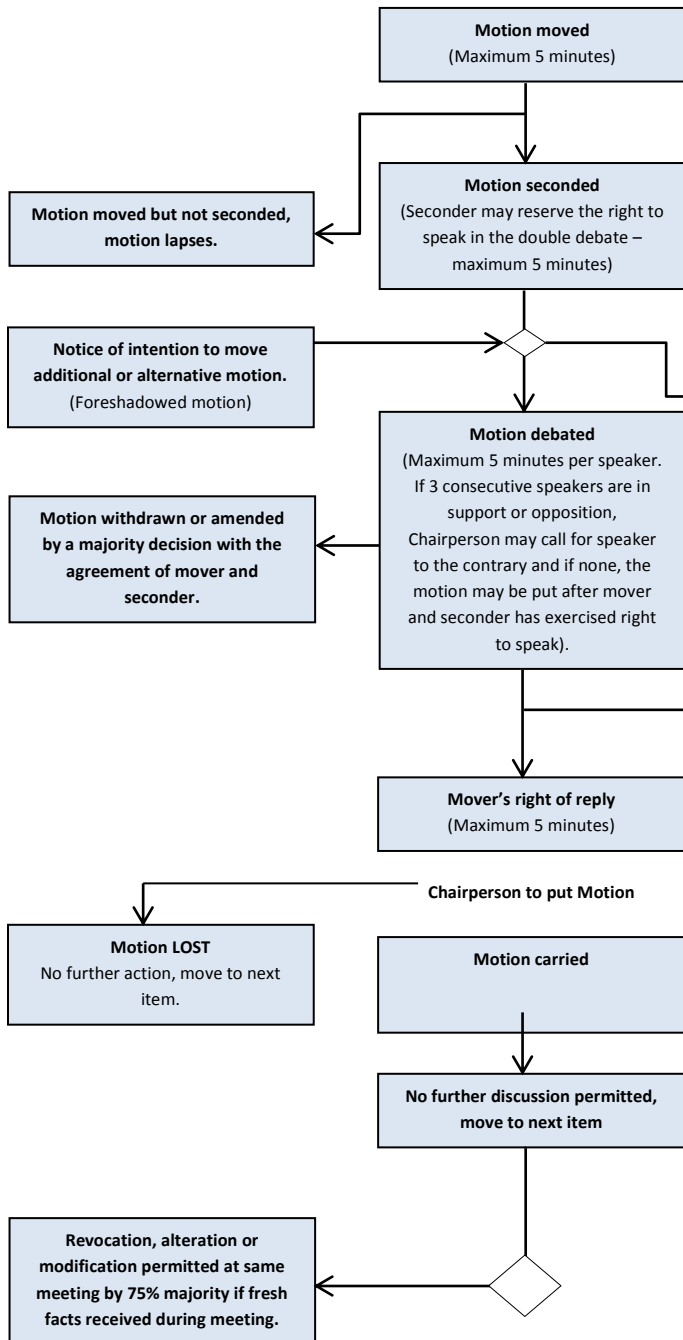 Motion moved
(Maximum 5 minutes)
Motion seconded
(Seconder may reserve the right to
speak in the double debate –
maximum 5 minutes)
Motion moved but not seconded,
motion lapses.
Notice of intention to move
additional or alternative motion.
(Foreshadowed motion)
Motion debated
(Maximum 5 minutes per speaker.
If 3 consecutive speakers are in
support or opposition,
Chairperson may call for speaker
to the contrary and if none, the
motion may be put after mover
and seconder has exercised right
to speak).
Motion withdrawn or amended
by a majority decision with the
agreement of mover and
seconder.
Mover’s right of reply
(Maximum 5 minutes)
Chairperson to put Motion
Motion LOST
No further action, move to next
item.
Motion carried
No further discussion permitted,
move to next item
Revocation, alteration or
modification permitted at same
meeting by 75% majority if fresh
facts received during meeting.